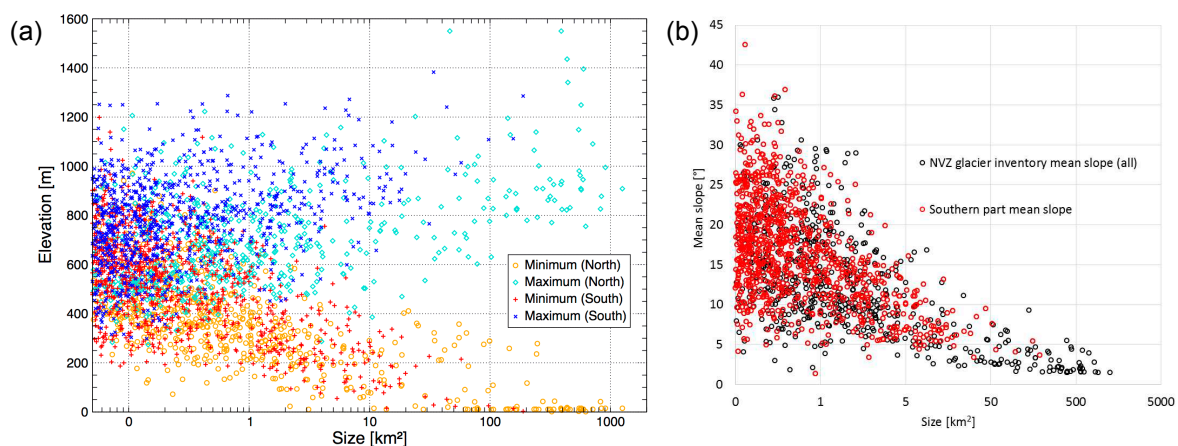 (a)
1600
1400
1200
1000
800
600
400
200
0
Elevation [m]
0 1 10 100 1000
Size [km²]
Minimum (North)
Maximum (North)
Minimum (South)
Maximum (South)
(b)
45
40
35
30
25
20
15
10
5
0
Mean slope [°]
NVZ glacier inventory mean slope (all)
Southern part mean slope
0 1 5 50 500 5000
Size [km²]